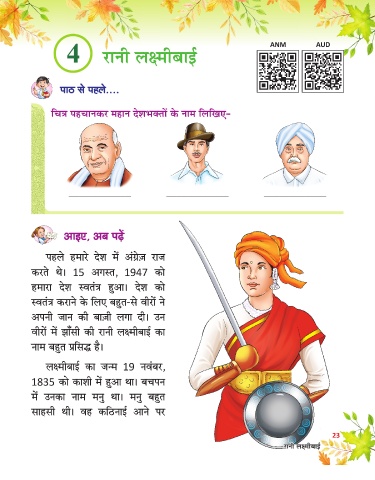 ANM AUD
4 रानी लक्ष्मीबाई
पाठ से पहले....
चित्र पहचानकर महान देशभक्तों के नाम लिखिए-
आइए, अब पढ़ें
पहले हमारे देश में अंग्रेज़ राज
करते थे। 15 अगस्त, 1947 को
हमारा देश स्वतंत्र हुआ। देश को
स्वतंत्र कराने के लिए बहुत-से वीरों ने
अपनी जान की बाज़ी लगा दी। उन
वीरों में झाँसी की रानी लक्ष्मीबाई का
नाम बहुत प्रसिद्ध है।
लक्ष्मीबाई का जन्म 19 नवंबर,
1835 को काशी में हुआ था। बचपन
में उनका नाम मनु था। मनु बहुत
साहसी थी। वह कठिनाई आने पर
23
रानी लक्ष्मीबाई